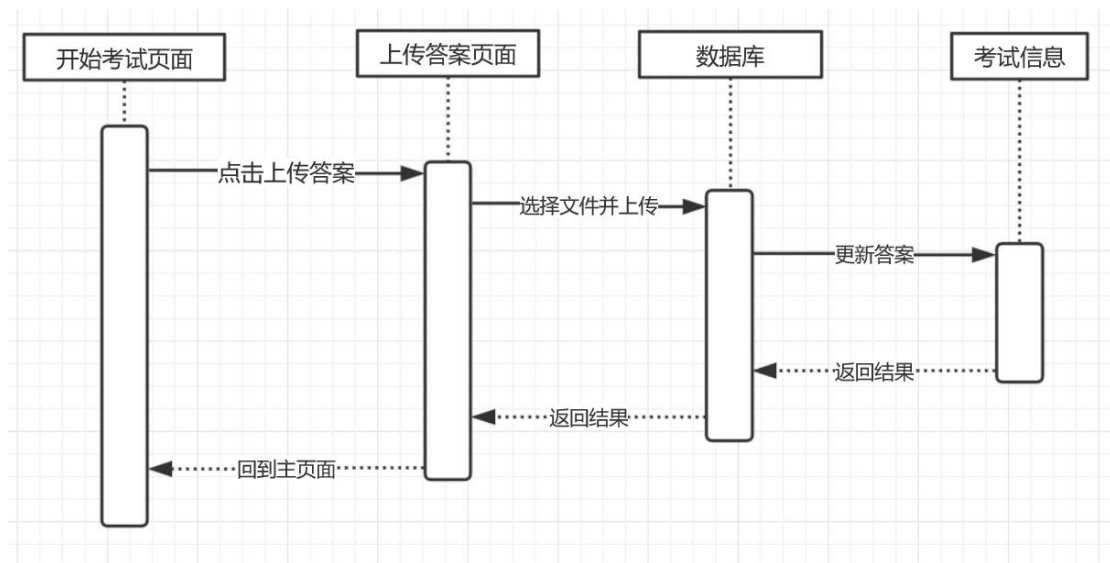 开始考试页面
上传答案页面
数据库
考试信息
点击上传答案
选择文件并上传
更新答案
返回结果
返回结果
回到主页面